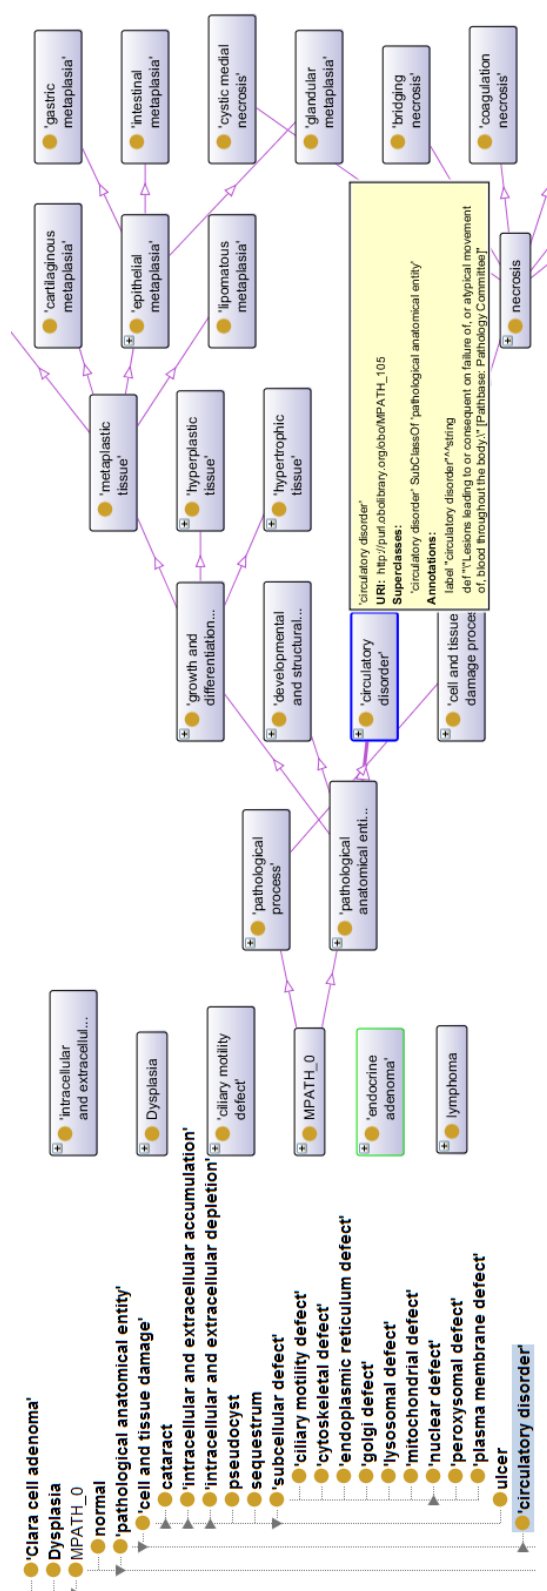 'Clara cell adenoma'
Dysplasia
MPATH_0
normal
'pathological anatomical entity'
'cell and tissue damage'
cataract
'intracellular and extracellular accumulation'
'intracellular and extracellular depletion'
pseudocyst
sequestrum
'subcellular defect'
'ciliary motility defect'
'cytoskeletal defect'
'endoplasmic reticulum defect'
'golgi defect'
'lysosomal defect'
'mitochondrial defect'
'nuclear defect'
'peroxysomal defect'
'plasma membrane defect'
ulcer
'circulatory disorder'
'intracellular
and extracellul...
Dysplasia
'ciliary motility
defect'
MPATH_0
'endocrine
adenoma'
lymphoma
'pathological
process'
'pathological
anatomical enti...
'growth and
differentiation...
'developmental
and structural...
'circulatory
disorder'
'cell and tissue
damage proces
'metaplastic
tissue'
'hyperplastic
tissue'
'hypertrophic
tissue'
'cartilaginous
metaplasia'
'epithelial
metaplasia'
'lipomatous
metaplasia'
necrosis
'gastric
metaplasia'
'intestinal
metaplasia'
'cystic medial
necrosis'
'glandular
metaplasia'
'bridging
necrosis'
'coagulation
necrosis'
'circulatory disorder'
URI: http://purl.obolibrary.org/obo/MPATH_105
Superclasses:
'circulatory disorder' SubClassOf 'pathological anatomical entity'
Annotations:
label "circulatory disorder"^^string
def "\"Lesions leading to or consequent on failure of, or atypical movement
of, blood throughout the body.\" [Pathbase: Pathology Committee]"